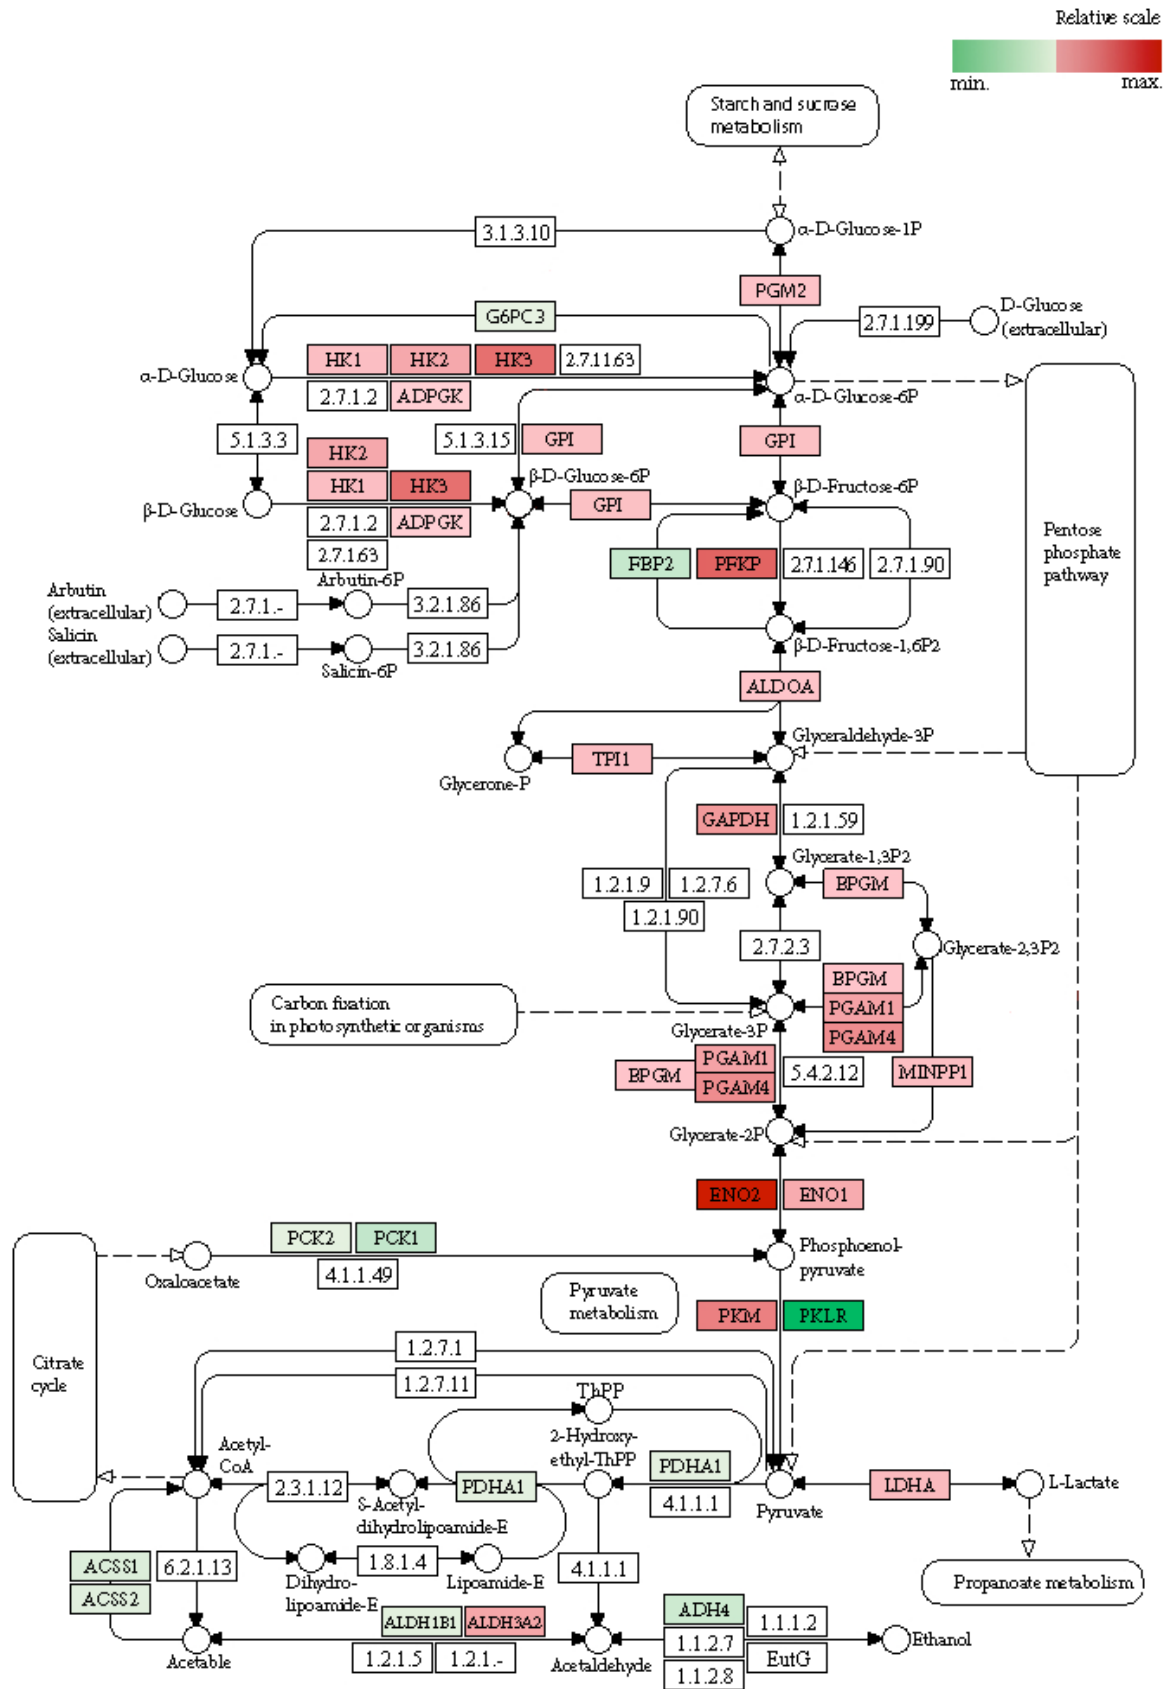 Relative scale
min.
max.
Starch and sucrose
metabolism
3.1.3.10
α-D-Glucose-1P
PGM2
G6PC3
2.7.1.199
D-Glucose
(extracellular)
HK1
HK2
HK3
2.7.11.63
α-D-Glucose
2.7.1.2
ADPGK
α-D-Glucose-6P
5.1.3.3
5.1.3.15
GPI
GPI
HK2
β-D-Glucose-6P
HK1
HK3
β-D-Fructose-6P
β-D-Glucose
GPI
2.7.1.2
ADPGK
2.7.1.63
Pentose
phosphate
pathway
FBP2
PFKP
2.7.1.146
2.7.1.90
Arbutin-6P
Arbutin
(extracellular)
2.7.1.-
3.2.1.86
Salicin
(extracellular)
2.7.1.-
3.2.1.86
Salicin-6P
β-D-Fructose-1,6P2
ALDOA
Glyceraldehyde-3P
TPI1
Glycerone-P
GAPDH
1.2.1.59
Glycerate-1,3P2
1.2.1.9
1.2.7.6
BPGM
1.2.1.90
2.7.2.3
Glycerate-2,3P2
BPGM
Carbon fixation
in photosynthetic organisms
PGAM1
Glycerate-3P
PGAM4
PGAM1
BPGM
5.4.2.12
MINPP1
PGAM4
Glycerate-2P
ENO2
ENO1
PCK2
PCK1
Phosphoenol-
pyruvate
Oxaloacetate
4.1.1.49
Pyruvate
metabolism
PKM
PKLR
Citrate
cycle
1.2.7.1
1.2.7.11
ThPP
2-Hydroxy-
ethyl-ThPP
Acetyl-
CoA
PDHA1
2.3.1.12
PDHA1
4.1.1.1
Pyruvate
LDHA
L-Lactate
S-Acetyl-
dihydrolipoamide-E
ACSS1
6.2.1.13
1.8.1.4
4.1.1.1
Dihydro-
lipoamide-E
Lipoamide-E
Propanoate metabolism
ACSS2
ALDH1B1
ALDH3A2
ADH4
1.1.1.2
1.1.2.7
Ethanol
Acetable
1.2.1.5
1.2.1.-
Acetaldehyde
EutG
1.1.2.8